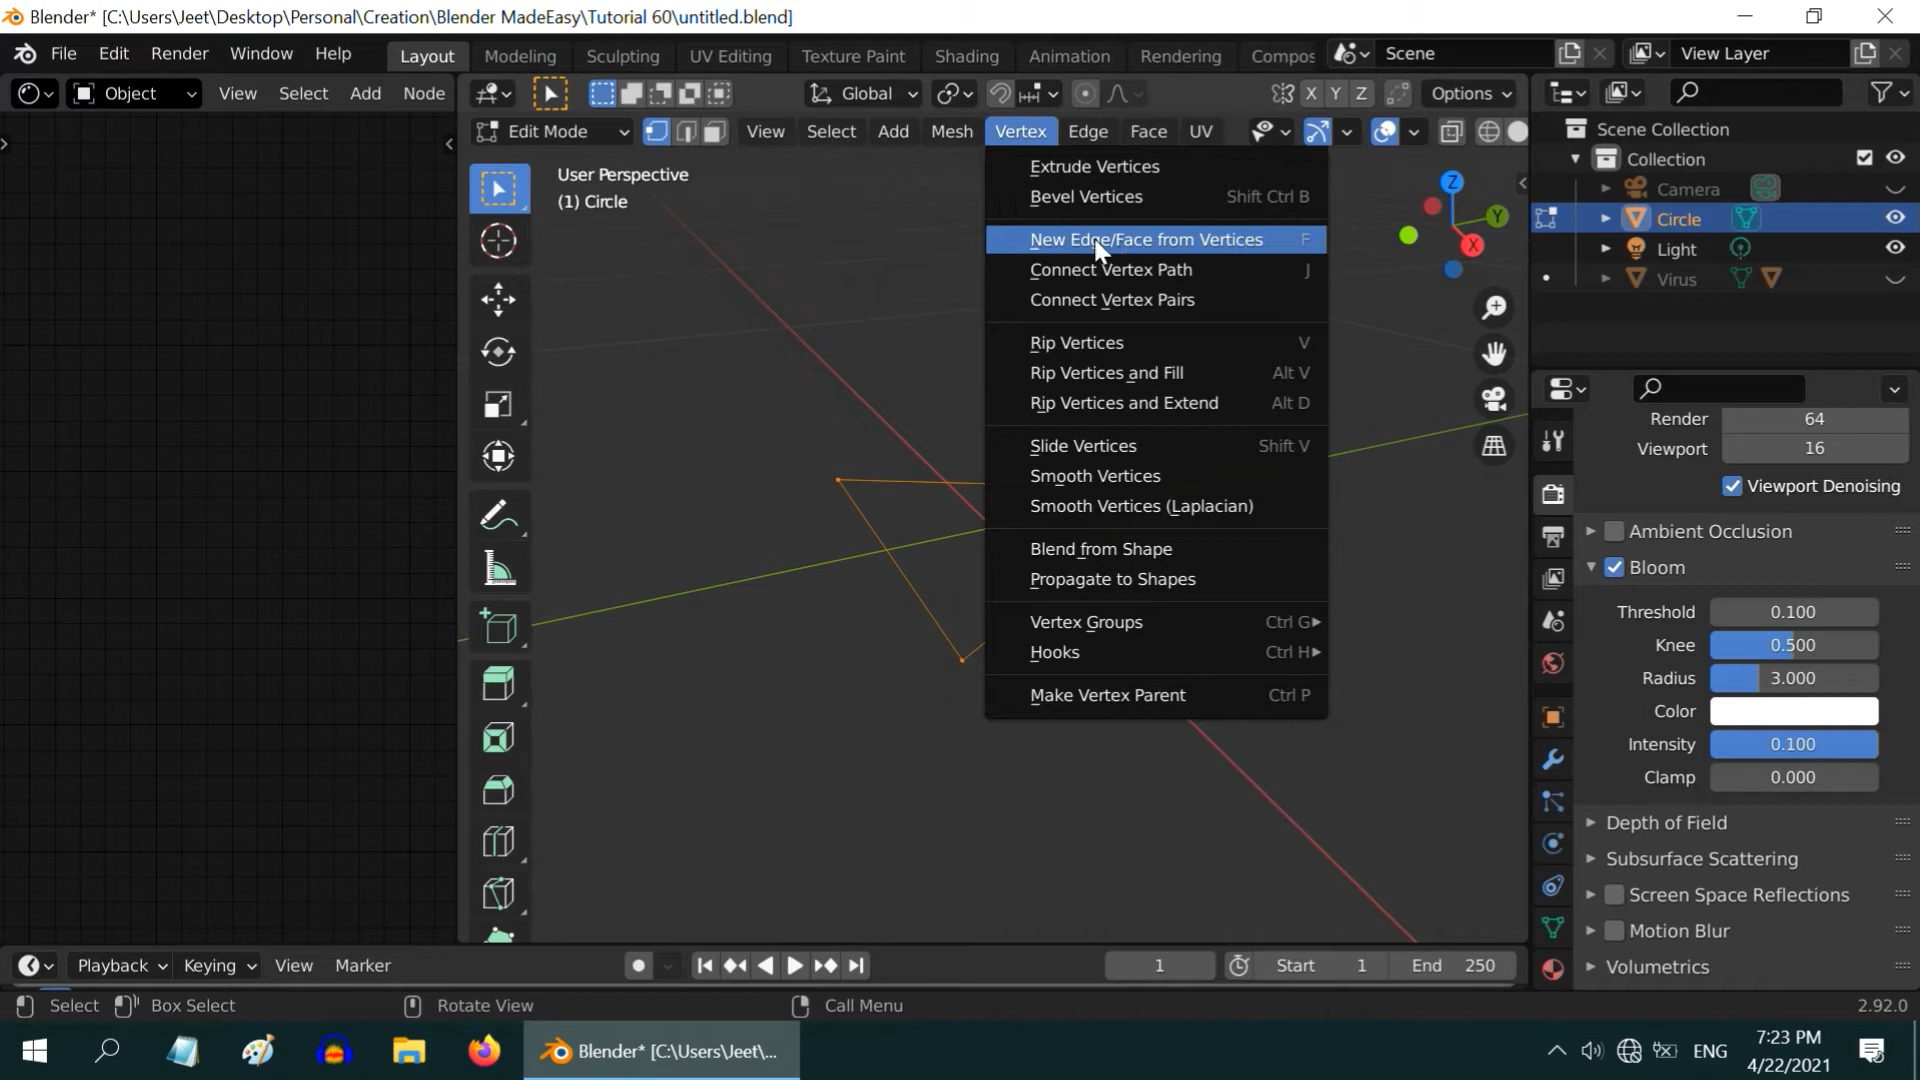 Blender* [C:\Users\Jeet\Desktop\Personal\Creation\Blender MadeEasy\Tutorial 60\untitled.blend]
File Edit Render Window Help Layout Modeling Sculpting UV Editing Texture Paint Shading Animation Rendering Compos Scene View Layer
Object View Select Add Node Global X Y Z Options
Edit Mode View Select Add Mesh Vertex Edge Face UV
User Perspective
(1) Circle
Extrude Vertices
Bevel Vertices Shift Ctrl B
New Edge/Face from Vertices F
Connect Vertex Path J
Connect Vertex Pairs
Rip Vertices V
Rip Vertices and Fill Alt V
Rip Vertices and Extend Alt D
Slide Vertices Shift V
Smooth Vertices
Smooth Vertices (Laplacian)
Blend from Shape
Propagate to Shapes
Vertex Groups Ctrl G
Hooks Ctrl H
Make Vertex Parent Ctrl P
Z
Y
X
Scene Collection
Collection
Camera
Circle
Light
Virus
Render 64
Viewport 16
Viewport Denoising
Ambient Occlusion
Bloom
Threshold 0.100
Knee 0.500
Radius 3.000
Color
Intensity 0.100
Clamp 0.000
Depth of Field
Subsurface Scattering
Screen Space Reflections
Motion Blur
Volumetrics
Playback Keying View Marker 1 Start 1 End 250
Select Box Select Rotate View Call Menu 2.92.0
Blender* [C:\Users\Jeet\... ENG 7:23 PM
4/22/2021